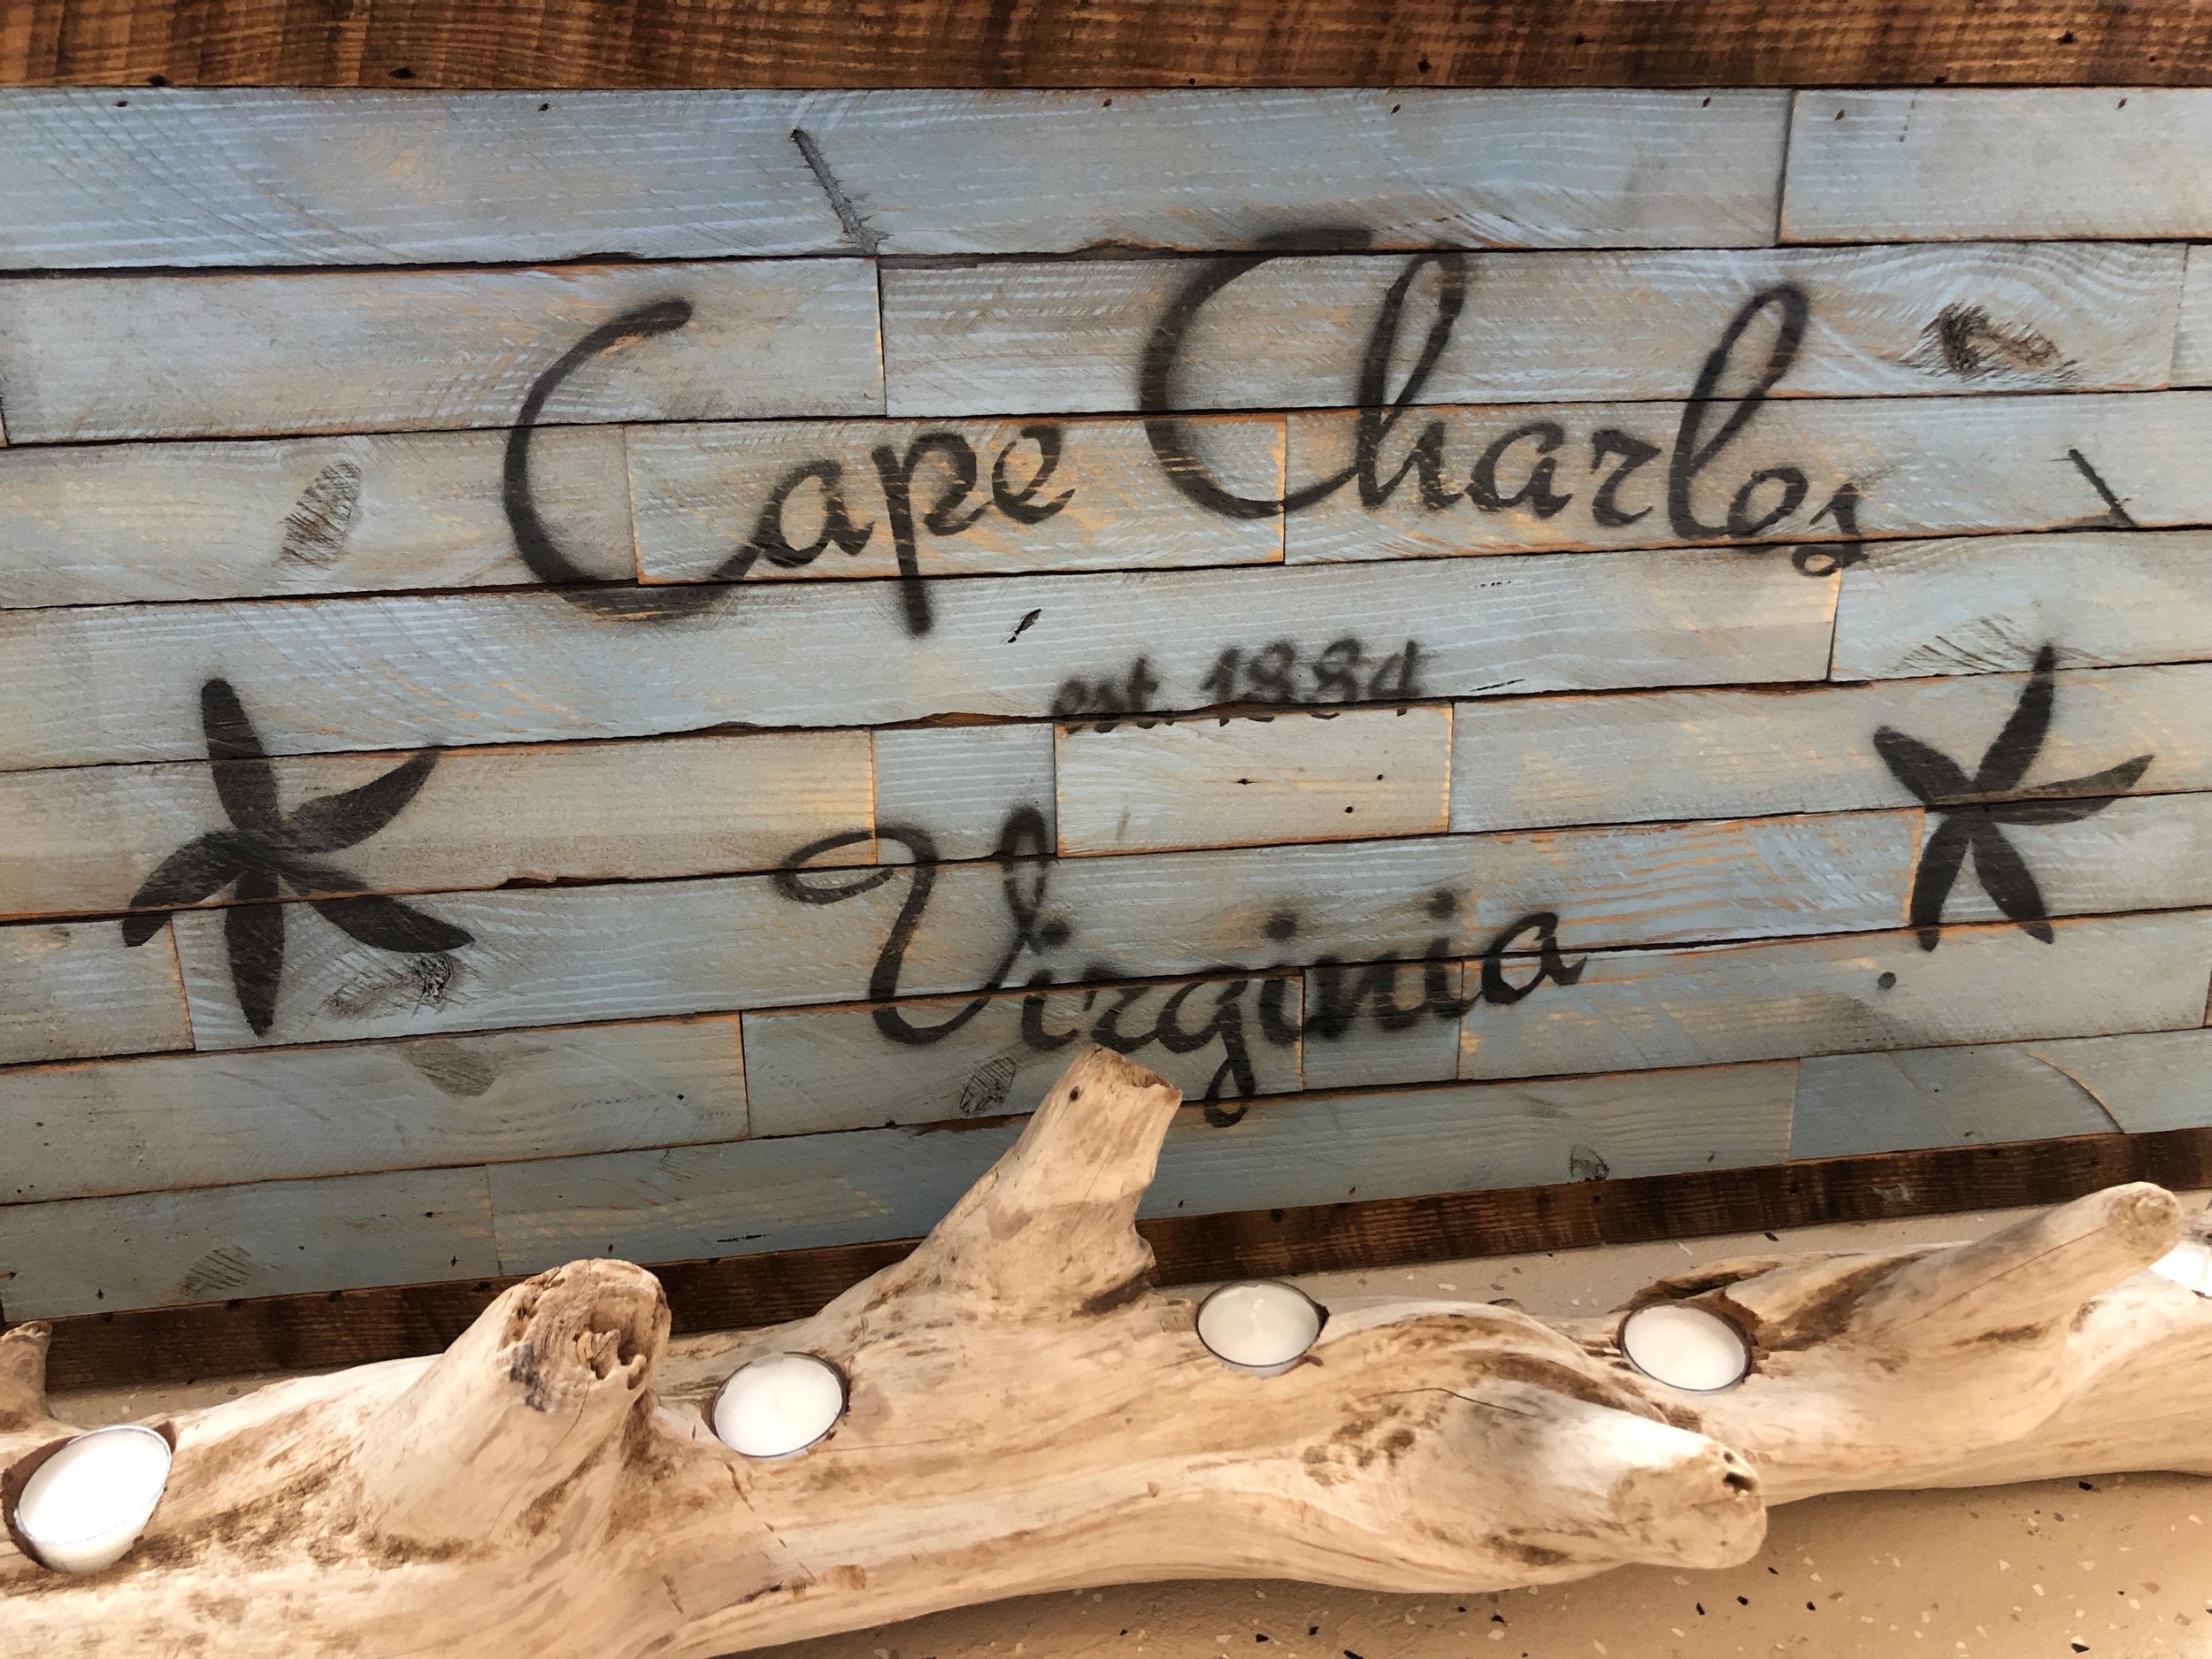 Cape Charles
est. 1884
Virginia